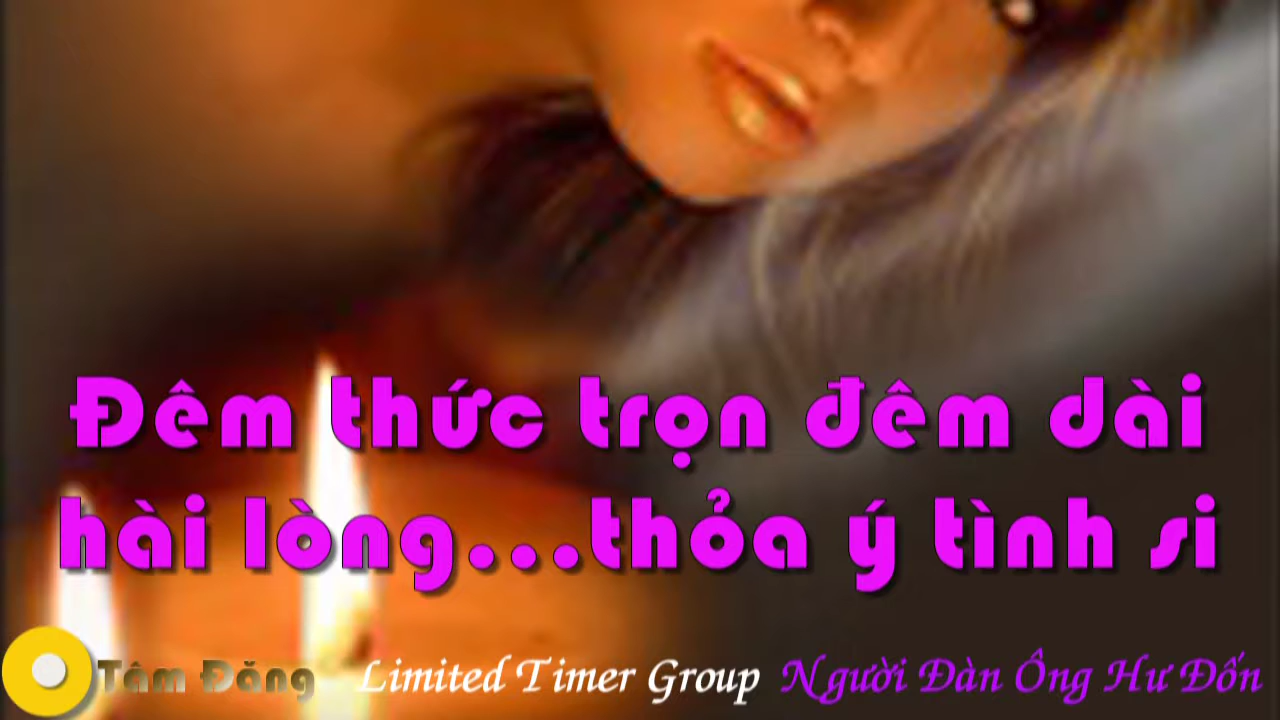 Đêm thức trọn đêm dài
hài lòng...thỏa ý tình si
Tâm Đăng Limited Timer Group Người Đàn Ông Hư Đốn